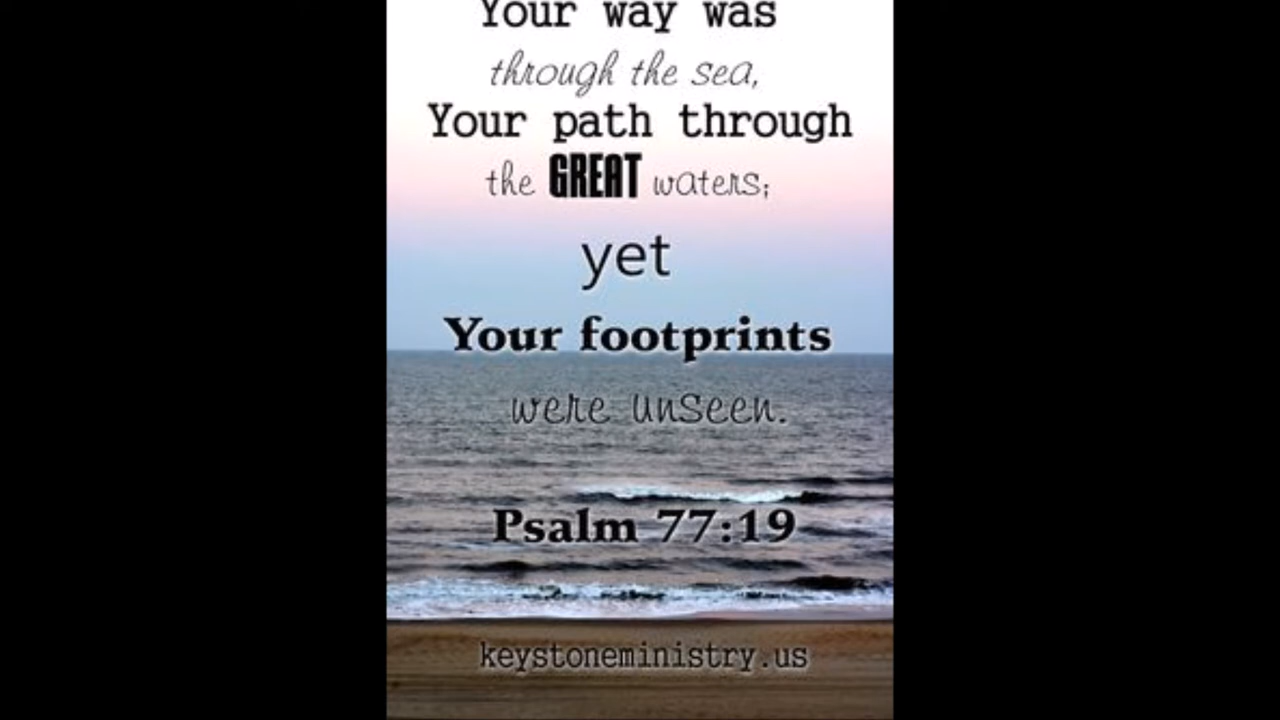 Your way was
through the sea,
Your path through
the GREAT waters;
yet
Your footprints
were unseen.
Psalm 77:19
keystoneministry.us